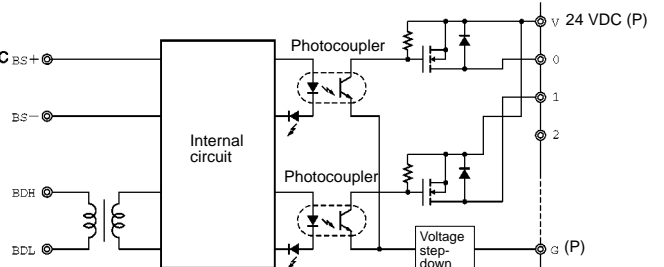 C BS+
BS−
BDH
BDL
Internal
circuit
Photocoupler
Photocoupler
Voltage
step-
down
V 24 VDC (P)
0
1
2
G (P)